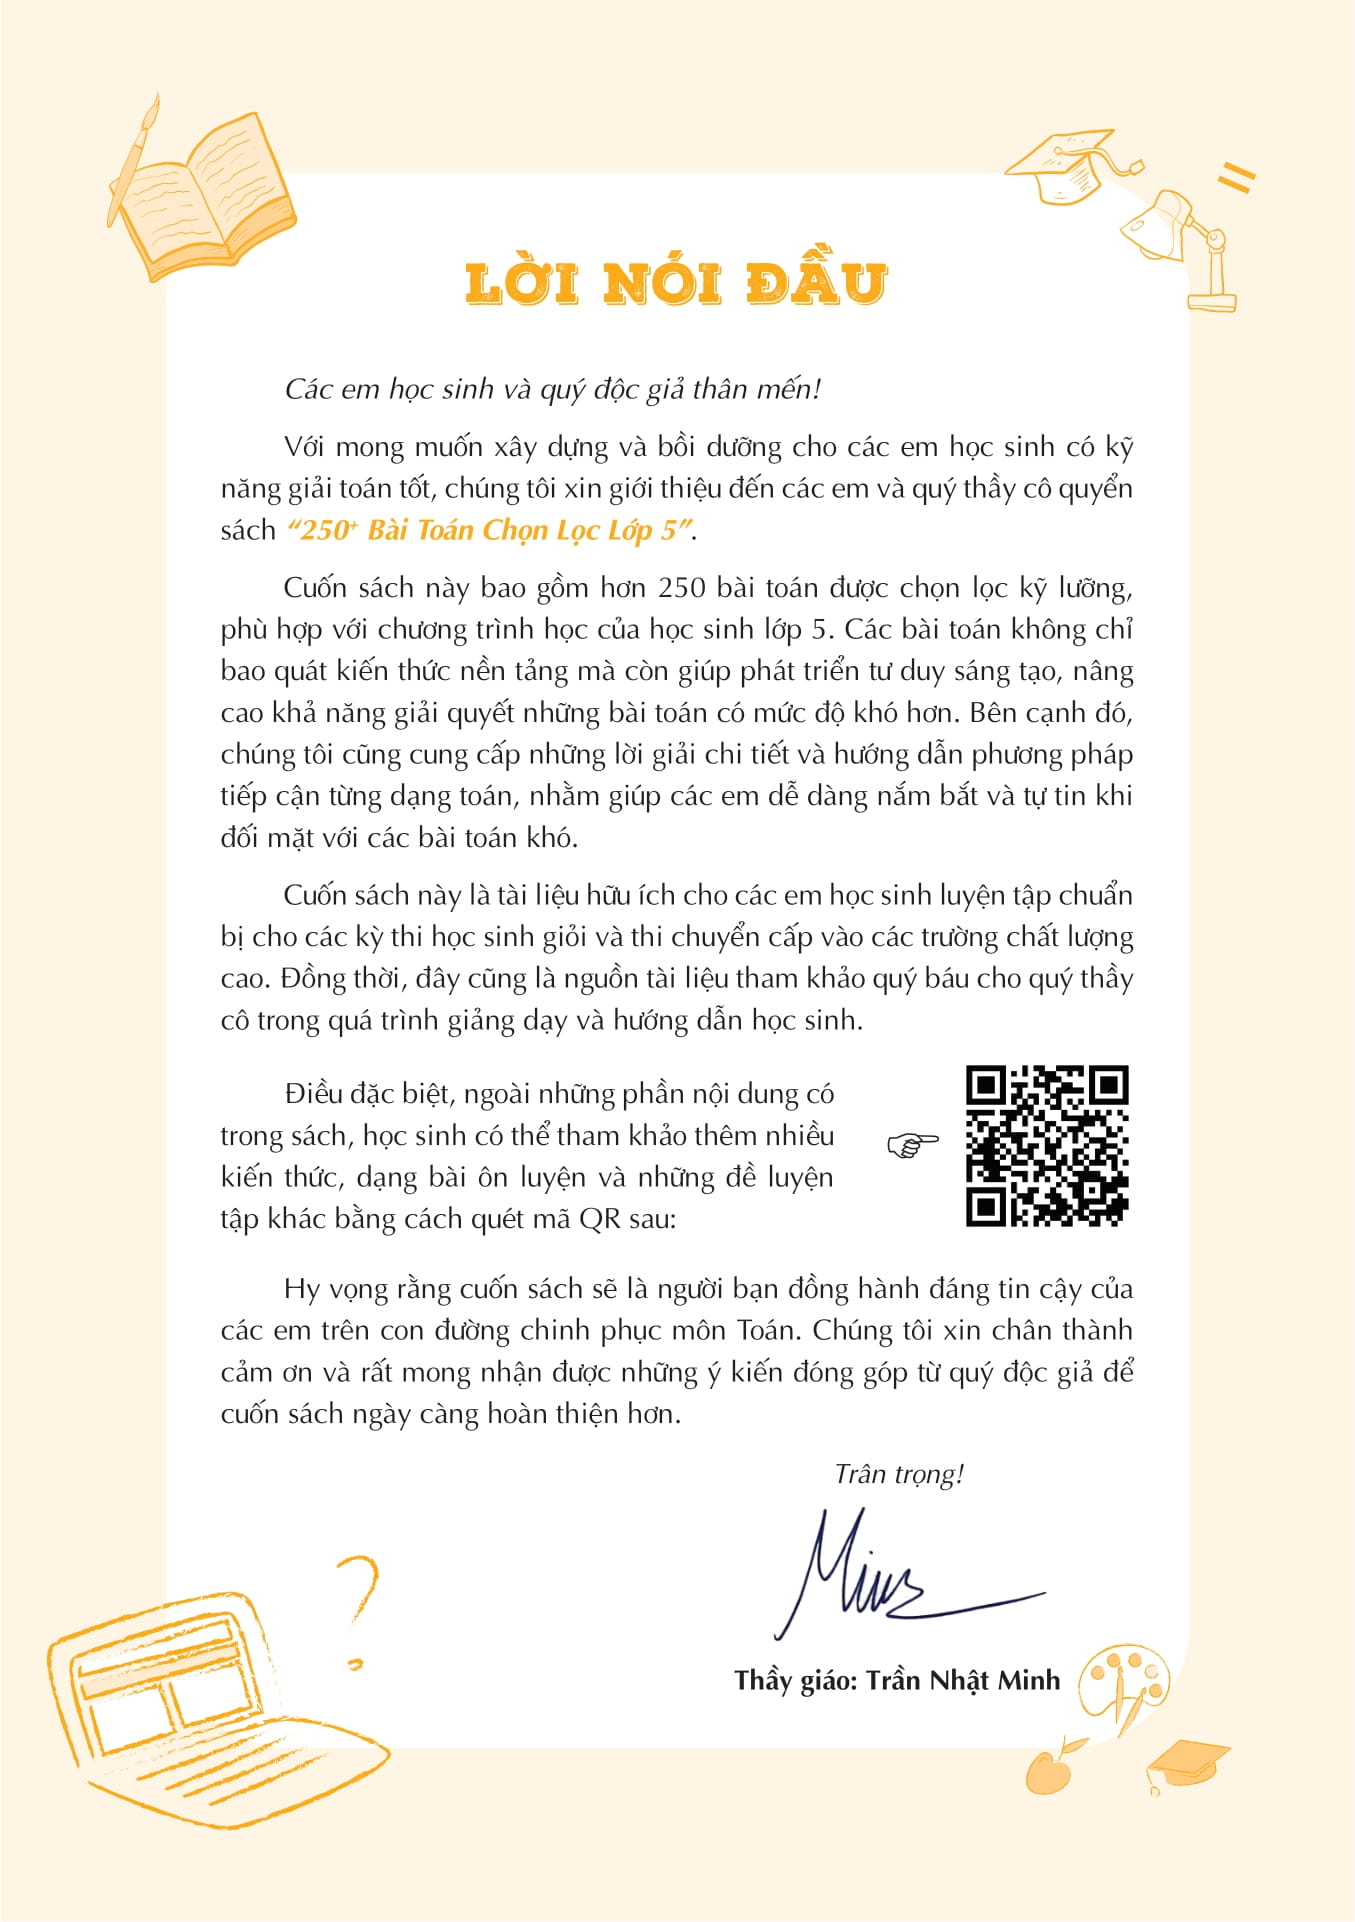 LỜI NÓI ĐẦU
Các em học sinh và quý độc giả thân mến!
Với mong muốn xây dựng và bồi dưỡng cho các em học sinh có kỹ
năng giải toán tốt, chúng tôi xin giới thiệu đến các em và quý thầy cô quyển
sách “250+ Bài Toán Chọn Lọc Lớp 5”.
Cuốn sách này bao gồm hơn 250 bài toán được chọn lọc kỹ lưỡng,
phù hợp với chương trình học của học sinh lớp 5. Các bài toán không chỉ
bao quát kiến thức nền tảng mà còn giúp phát triển tư duy sáng tạo, nâng
cao khả năng giải quyết những bài toán có mức độ khó hơn. Bên cạnh đó,
chúng tôi cũng cung cấp những lời giải chi tiết và hướng dẫn phương pháp
tiếp cận từng dạng toán, nhằm giúp các em dễ dàng nắm bắt và tự tin khi
đối mặt với các bài toán khó.
Cuốn sách này là tài liệu hữu ích cho các em học sinh luyện tập chuẩn
bị cho các kỳ thi học sinh giỏi và thi chuyển cấp vào các trường chất lượng
cao. Đồng thời, đây cũng là nguồn tài liệu tham khảo quý báu cho quý thầy
cô trong quá trình giảng dạy và hướng dẫn học sinh.
Điều đặc biệt, ngoài những phần nội dung có
trong sách, học sinh có thể tham khảo thêm nhiều
kiến thức, dạng bài ôn luyện và những đề luyện
tập khác bằng cách quét mã QR sau:
Hy vọng rằng cuốn sách sẽ là người bạn đồng hành đáng tin cậy của
các em trên con đường chinh phục môn Toán. Chúng tôi xin chân thành
cảm ơn và rất mong nhận được những ý kiến đóng góp từ quý độc giả để
cuốn sách ngày càng hoàn thiện hơn.
Trân trọng!
Minh
Thầy giáo: Trần Nhật Minh